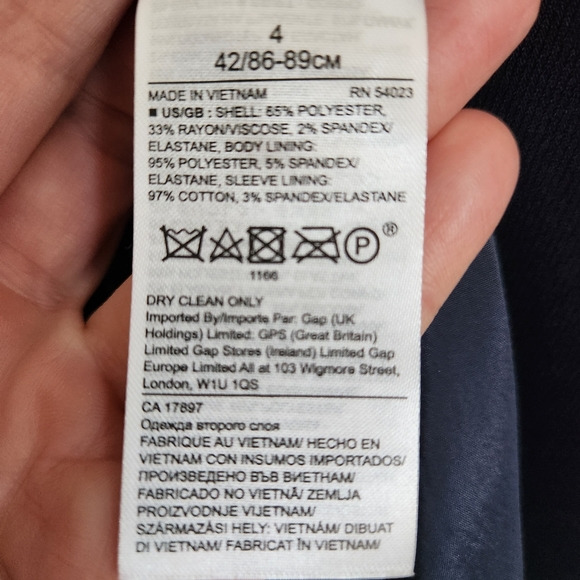 4
42/86-89CM
MADE IN VIETNAM RN 54023
■ US/GB : SHELL: 65% POLYESTER,
33% RAYON/VISCOSE, 2% SPANDEX/
ELASTANE, BODY LINING:
95% POLYESTER, 5% SPANDEX/
ELASTANE, SLEEVE LINING:
97% COTTON, 3% SPANDEX/ELASTANE
P ®
1166
DRY CLEAN ONLY
Imported By/Importe Par: Gap (UK
Holdings) Limited; GPS (Great Britain)
Limited Gap Stores (Ireland) Limited Gap
Europe Limited All at 103 Wigmore Street,
London, W1U 1QS
CA 17897
Одежда второго слоя
FABRIQUE AU VIETNAM/ HECHO EN
VIETNAM CON INSUMOS IMPORTADOS/
ПРОИЗВЕДЕНО ВЪВ ВИЕТНАМ/
FABRICADO NO VIETNÃ/ ZEMLJA
PROIZVODNJE VIJETNAM/
SZÁRMAZÁSI HELY: VIETNÁM/ DIBUAT
DI VIETNAM/ FABRICAT ÎN VIETNAM/